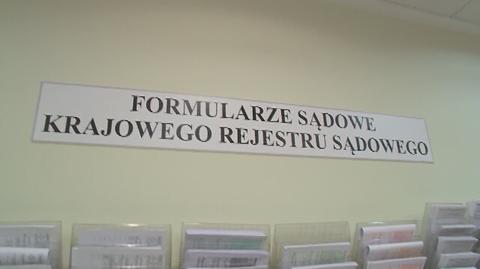 FORMULARZE SĄDOWE
KRAJOWEGO REJESTRU SĄDOWEGO